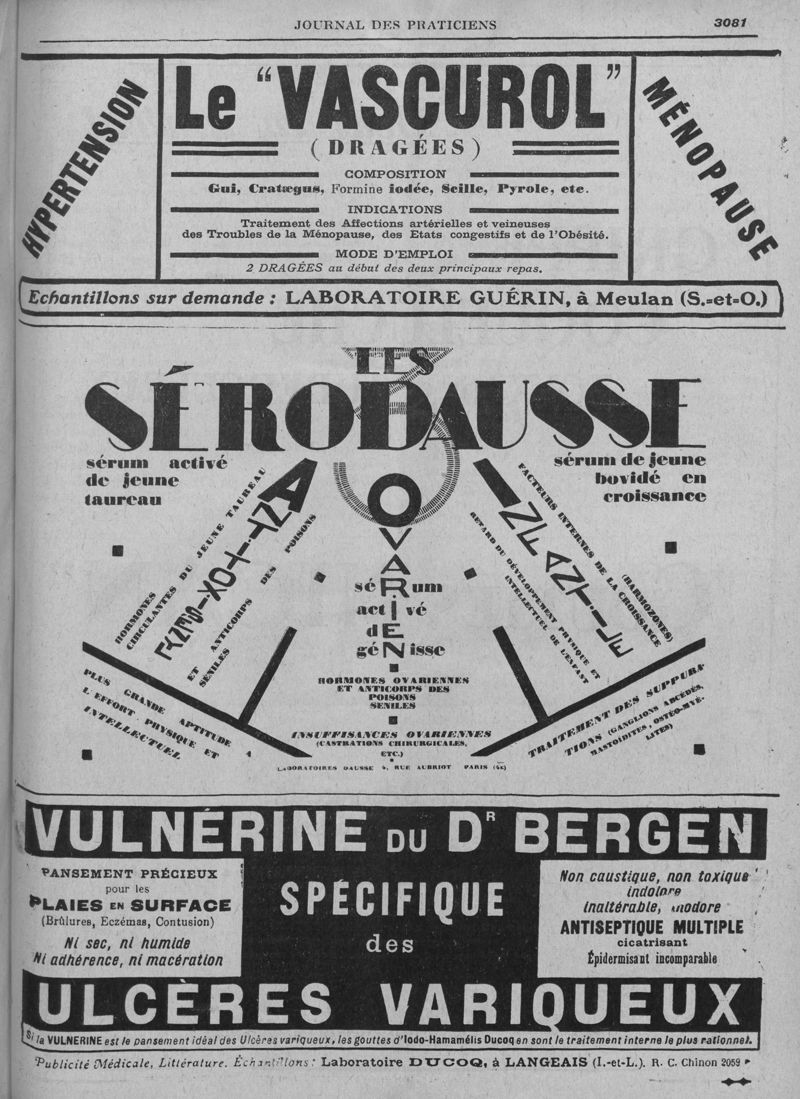 JOURNAL DES PRATICIENS
3081
HYPERTENSION
Le "VASCUROL"
(DRAGÉES)
COMPOSITION
Gui, Cratægus, Formine iodée, Scille, Pyrole, etc.
INDICATIONS
Traitement des Affections artérielles et veineuses
des Troubles de la Ménopause, des Etats congestifs et de l'Obésité.
MODE D'EMPLOI
2 DRAGÉES au début des deux principaux repas.
MÉNOPAUSE
Echantillons sur demande : LABORATOIRE GUÉRIN, à Meulan (S.-et-O.)
LES
3
SÉRODAUSSE
sérum activé
de jeune
taureau
HORMONES
CIRCULANTES DU JEUNE TAUREAU
ANTITOXI-SÉNYL
ET ANTICORPS DES POISONS
SÉNILES
PLUS GRANDE APTITUDE A
L'EFFORT PHYSIQUE ET
INTELLECTUEL
OVARIEN
séRum
actIvé
dE
géNisse
HORMONES OVARIENNES
ET ANTICORPS DES
POISONS
SENILES
INSUFFISANCES OVARIENNES
(CASTRATIONS CHIRURGICALES,
ETC.)
LABORATOIRES DAUSSE 4, RUE AUBRIOT PARIS (4E)
sérum de jeune
bovidé en
croissance
FACTEURS INTERNES DE LA CROISSANCE
(HARMOZONES)
INFANTILE
RETARD DU DÉVELOPPEMENT PHYSIQUE ET
INTELLECTUEL DE L'ENFANT
TRAITEMENT DES SUPPURA
TIONS (GANGLIONS ABCÉDÉS,
MASTOÏDITES, OSTÉO-MYÉ-
LITES)
VULNÉRINE DU Dr BERGEN
PANSEMENT PRÉCIEUX
pour les
PLAIES EN SURFACE
(Brûlures, Eczémas, Contusion)
Ni sec, ni humide
Ni adhérence, ni macération
SPÉCIFIQUE
des
Non caustique, non toxique
indolore
inaltérable, inodore
ANTISEPTIQUE MULTIPLE
cicatrisant
Épidermisant incomparable
ULCÈRES VARIQUEUX
Si la VULNERINE est le pansement idéal des Ulcères variqueux, les gouttes d'Iodo-Hamamélis Ducoq en sont le traitement interne le plus rationnel.
Publicité Médicale, Littérature. Échantillons : Laboratoire DUCOQ, à LANGEAIS (I.-et-L.). R. C. Chinon 2059